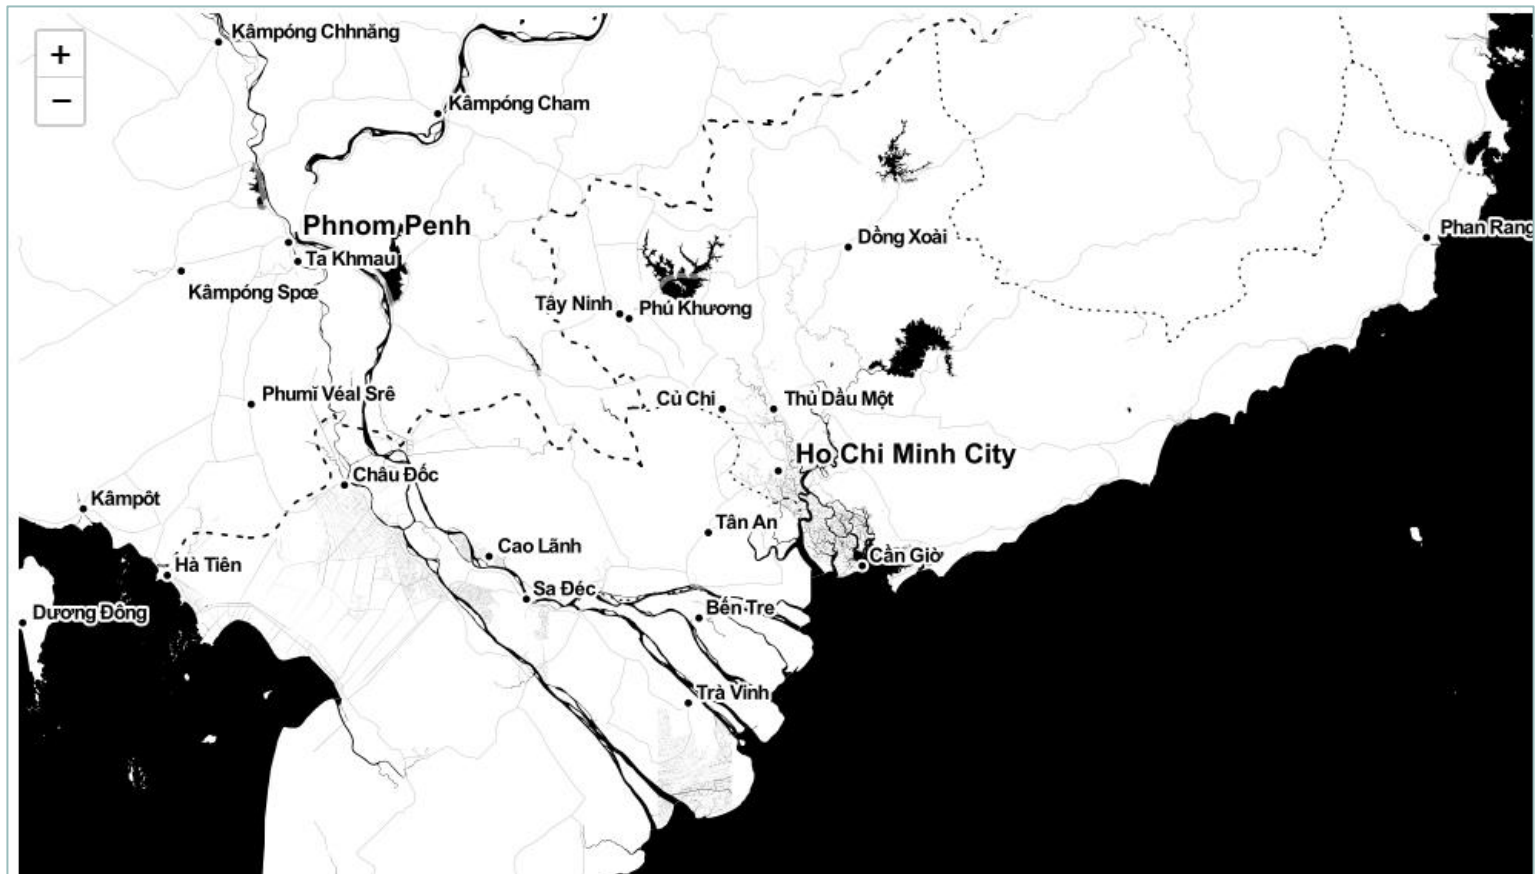 +
−
Kâmpóng Chhnăng
Kâmpóng Cham
Phnom Penh
Ta Khmau
Kâmpóng Spœ
Dồng Xoài
Phan Rang
Tây Ninh
Phú Khương
Phumĭ Véal Srê
Củ Chi
Thủ Dầu Một
Ho Chi Minh City
Châu Đốc
Kâmpôt
Tân An
Hà Tiên
Cao Lãnh
Cần Giờ
Sa Đéc
Dương Đông
Bến Tre
Trà Vinh